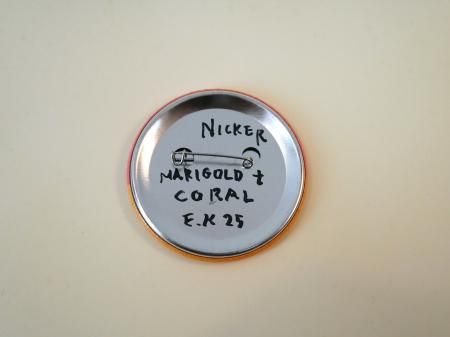 NICKER
MARIGOLD t
CORAL
E.K 25